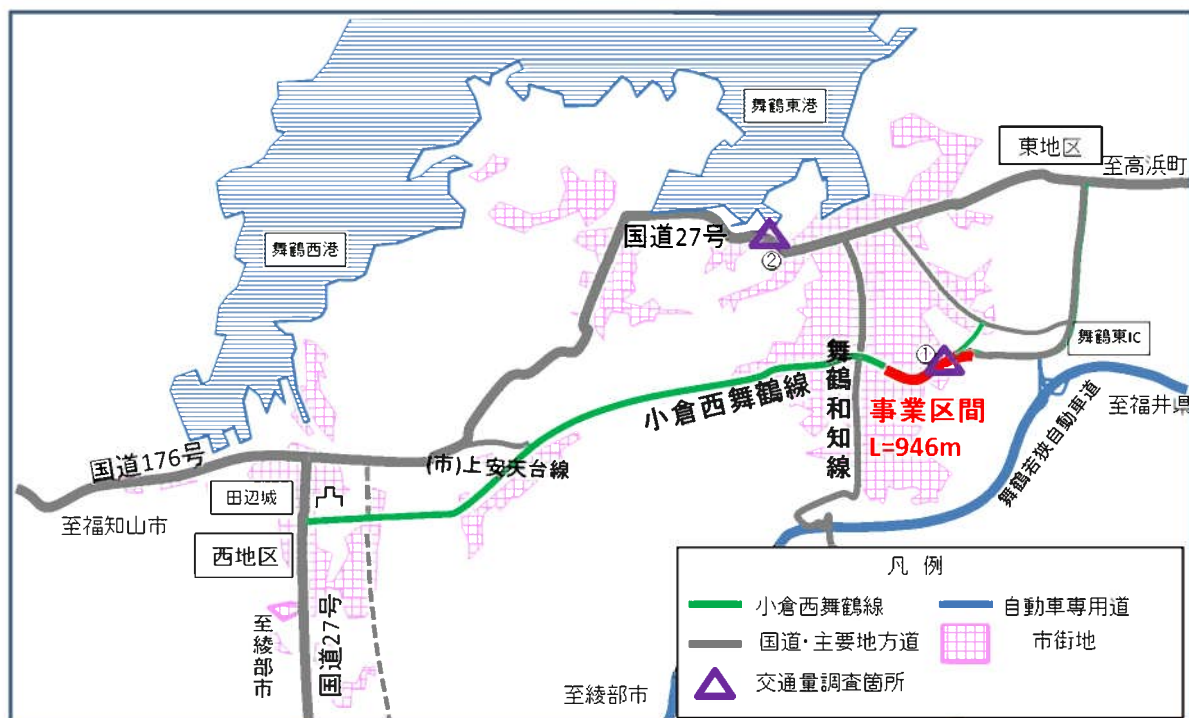 舞鶴東港
東地区
至高浜町
国道27号
②
舞鶴西港
舞鶴東IC
①
舞鶴和知線
小倉西舞鶴線
事業区間
L=946m
至福井県
舞鶴若狭自動車道
国道176号
(市)上安天台線
田辺城
至福知山市
西地区
至綾部市
国道27号
至綾部市
凡 例
小倉西舞鶴線
自動車専用道
国道・主要地方道
市街地
交通量調査箇所